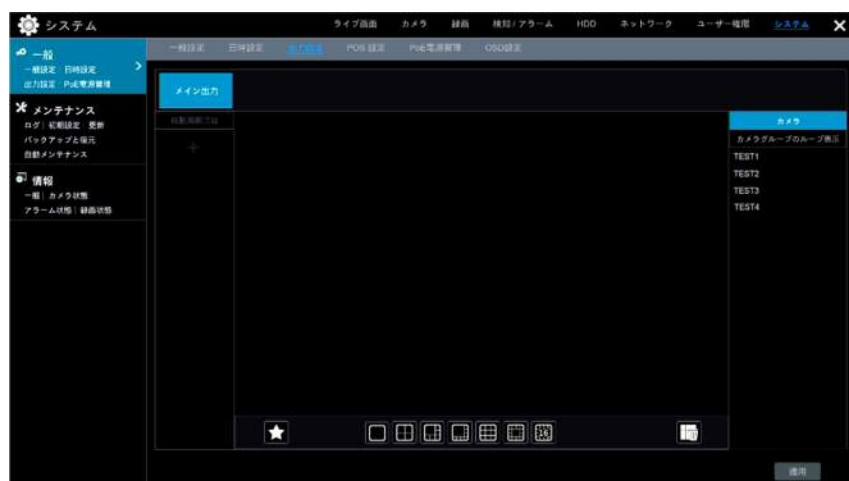 システム
ライブ画面 カメラ 録画 検知/アラーム HDD ネットワーク ユーザー権限 システム
一般
一般設定 日時設定
出力設定 PoE電源管理
メンテナンス
ログ| 初期設定 更新
バックアップと復元
自動メンテナンス
情報
一般| カメラ状態
アラーム状態| 録画状態
一般設定 日時設定 出力設定 POS 設定 PoE電源管理 OSD設定
メイン出力
カメラ
カメラグループのループ表示
TEST1
TEST2
TEST3
TEST4
16
適用